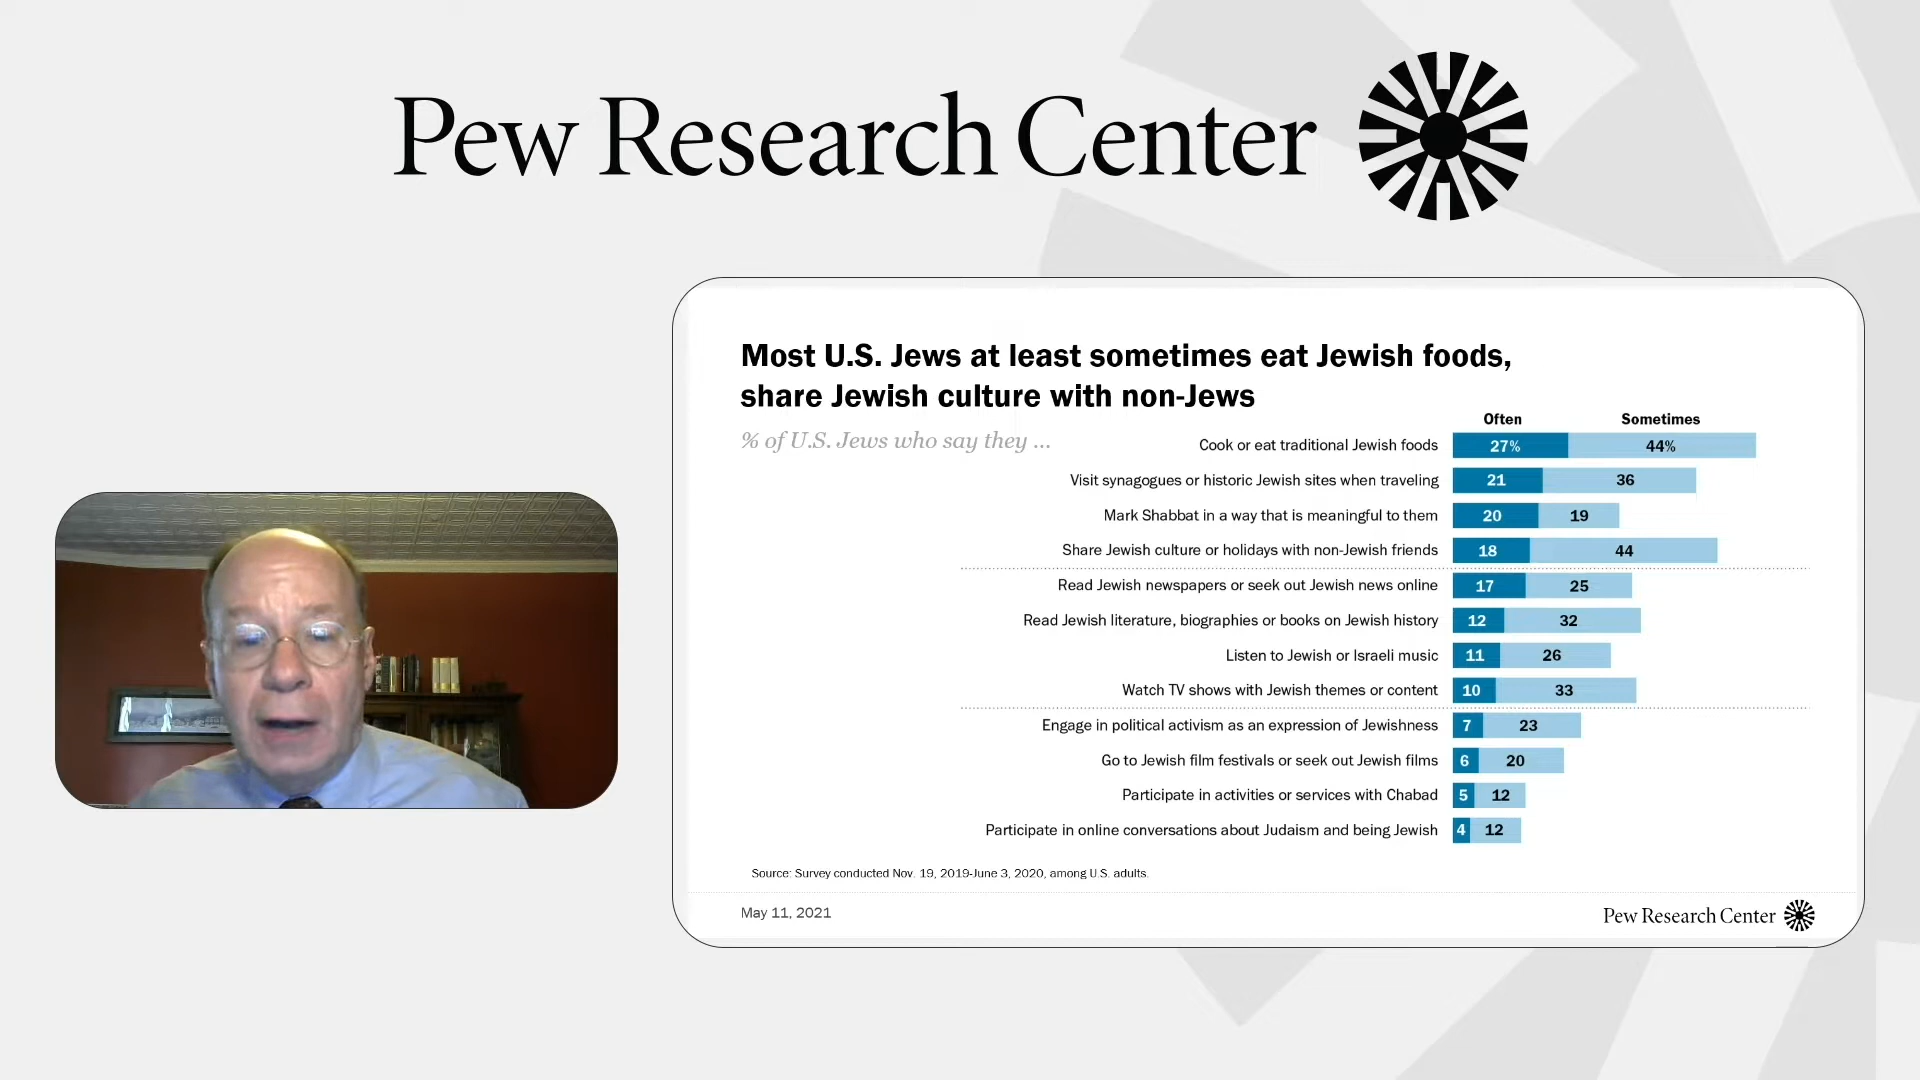 Pew Research Center
Most U.S. Jews at least sometimes eat Jewish foods,
share Jewish culture with non-Jews
% of U.S. Jews who say they ...
Often Sometimes
Cook or eat traditional Jewish foods 27% 44%
Visit synagogues or historic Jewish sites when traveling 21 36
Mark Shabbat in a way that is meaningful to them 20 19
Share Jewish culture or holidays with non-Jewish friends 18 44
Read Jewish newspapers or seek out Jewish news online 17 25
Read Jewish literature, biographies or books on Jewish history 12 32
Listen to Jewish or Israeli music 11 26
Watch TV shows with Jewish themes or content 10 33
Engage in political activism as an expression of Jewishness 7 23
Go to Jewish film festivals or seek out Jewish films 6 20
Participate in activities or services with Chabad 5 12
Participate in online conversations about Judaism and being Jewish 4 12
Source: Survey conducted Nov. 19, 2019-June 3, 2020, among U.S. adults.
May 11, 2021
Pew Research Center